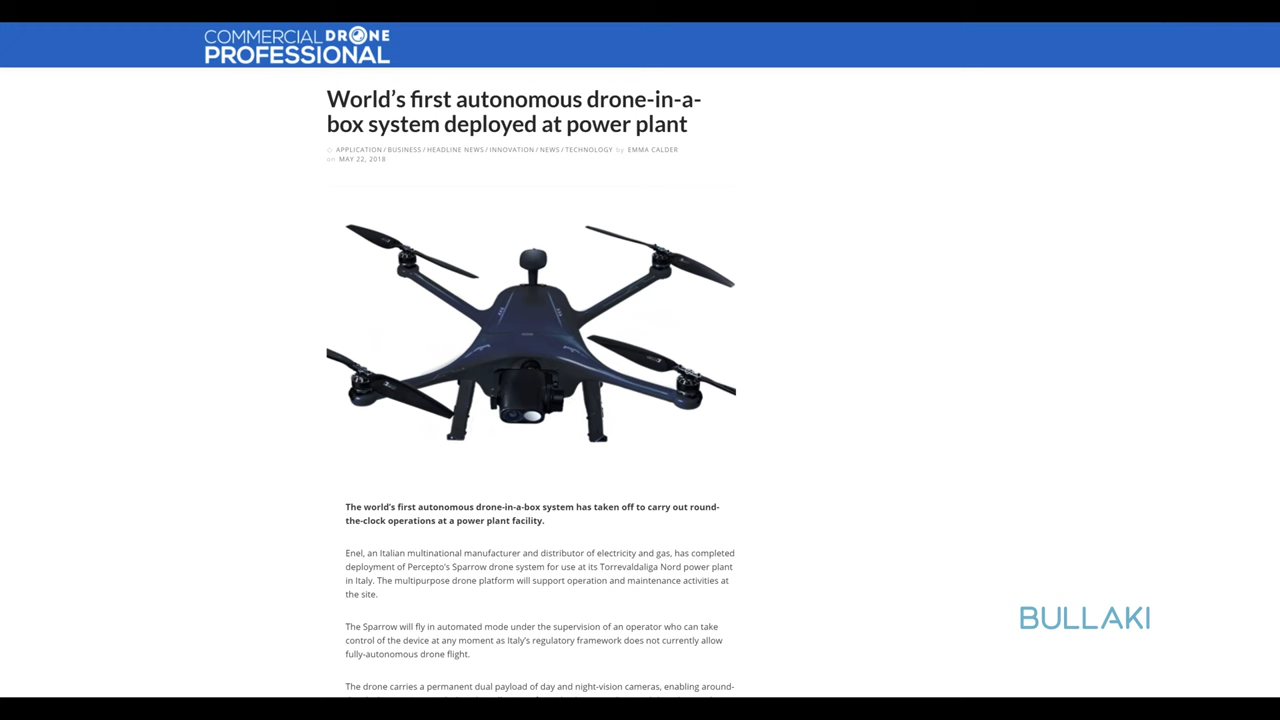 COMMERCIAL DRONE
PROFESSIONAL
World's first autonomous drone-in-a-
box system deployed at power plant
APPLICATION / BUSINESS / HEADLINE NEWS / INNOVATION / NEWS / TECHNOLOGY by EMMA CALDER
on MAY 22, 2018
The world's first autonomous drone-in-a-box system has taken off to carry out round-
the-clock operations at a power plant facility.
Enel, an Italian multinational manufacturer and distributor of electricity and gas, has completed
deployment of Percepto's Sparrow drone system for use at its Torrevaldaliga Nord power plant
in Italy. The multipurpose drone platform will support operation and maintenance activities at
the site.
The Sparrow will fly in automated mode under the supervision of an operator who can take
control of the device at any moment as Italy's regulatory framework does not currently allow
fully-autonomous drone flight.
The drone carries a permanent dual payload of day and night-vision cameras, enabling around-
BULLAKI